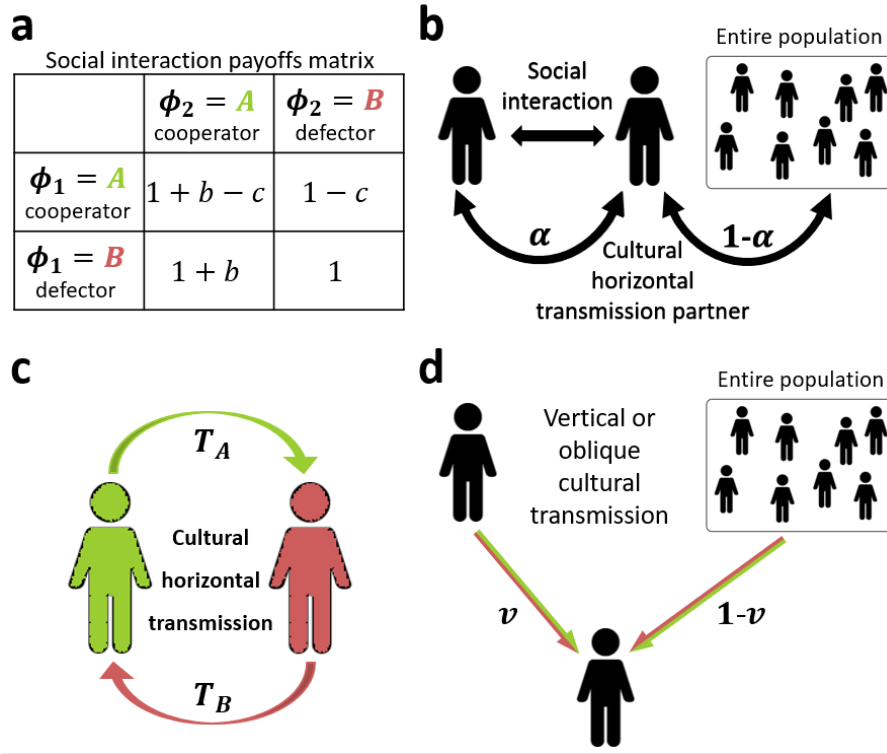 a
Social interaction payoffs matrix
ϕ₂ = A
cooperator
ϕ₂ = B
defector
ϕ₁ = A
cooperator
1 + b − c
1 − c
ϕ₁ = B
defector
1 + b
1
b
Social
interaction
Entire population
α
1-α
Cultural
horizontal
transmission partner
c
T_A
Cultural
horizontal
transmission
T_B
d
Vertical or
oblique
cultural
transmission
Entire population
v
1-v